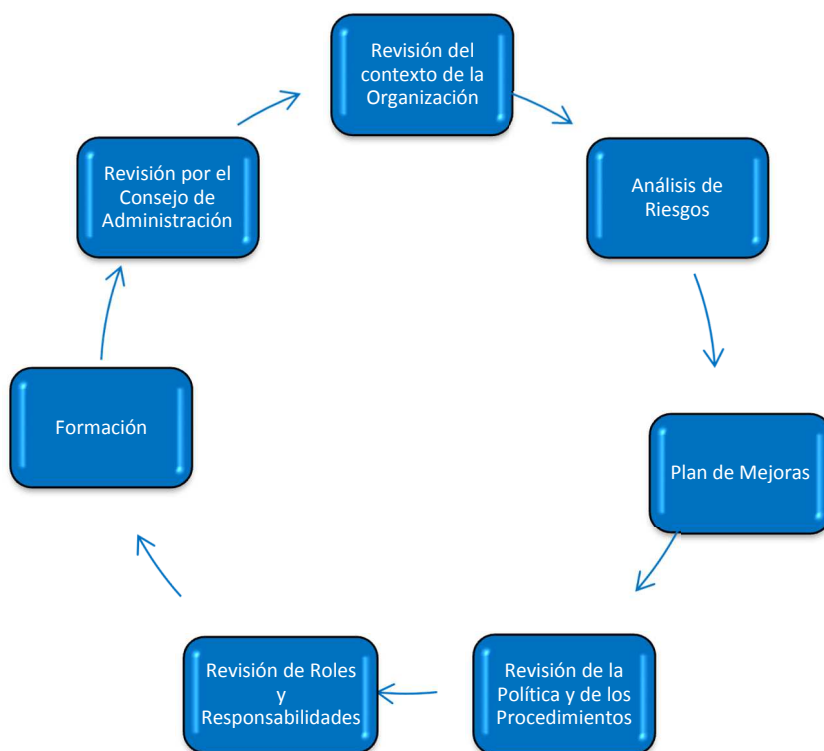 Revisión del
contexto de la
Organización
Análisis de
Riesgos
Plan de Mejoras
Revisión de la
Política y de los
Procedimientos
Revisión de Roles
y
Responsabilidades
Formación
Revisión por el
Consejo de
Administración